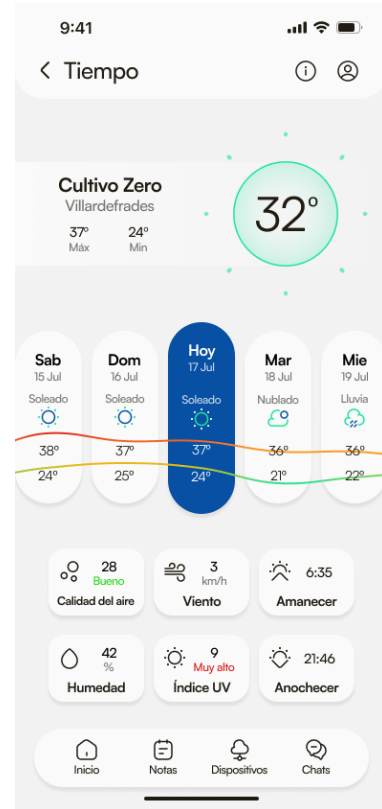 9:41
Tiempo
Cultivo Zero
Villardefrades
37º 24º
Máx Min
32º
Sab Dom Hoy Mar Mie
15 Jul 16 Jul 17 Jul 18 Jul 19 Jul
Soleado Soleado Soleado Nublado Lluvia
38º 37º 37º 36º 36º
24º 25º 24º 21º 22º
28 3 6:35
Bueno km/h
Calidad del aire Viento Amanecer
42 9 21:46
% Muy alto
Humedad Índice UV Anochecer
Inicio Notas Dispositivos Chats